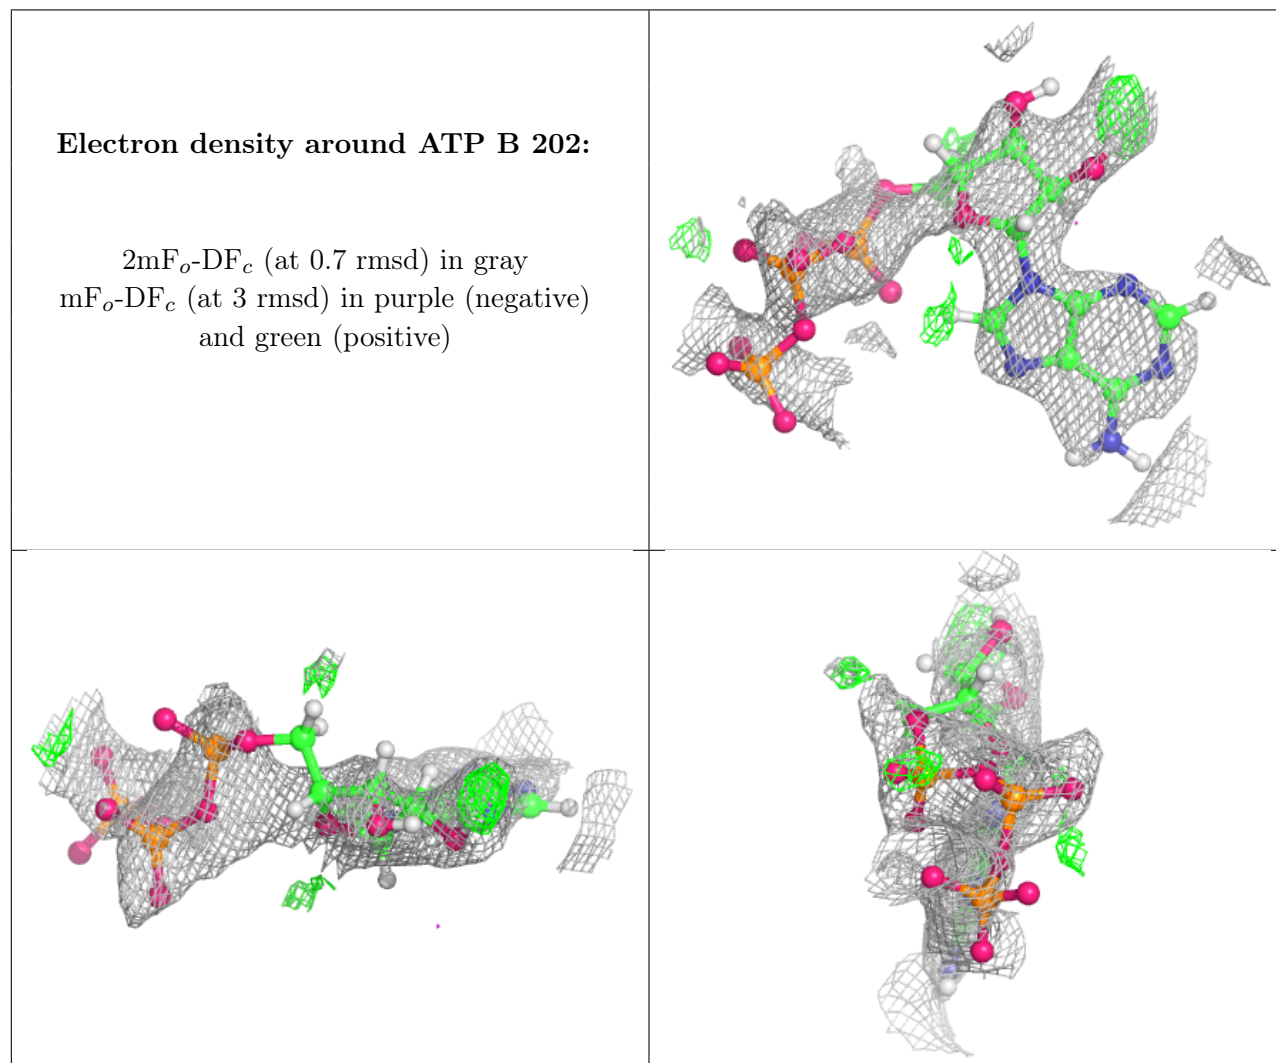 Electron density around ATP B 202:
2mFo-DFc (at 0.7 rmsd) in gray
mFo-DFc (at 3 rmsd) in purple (negative)
and green (positive)